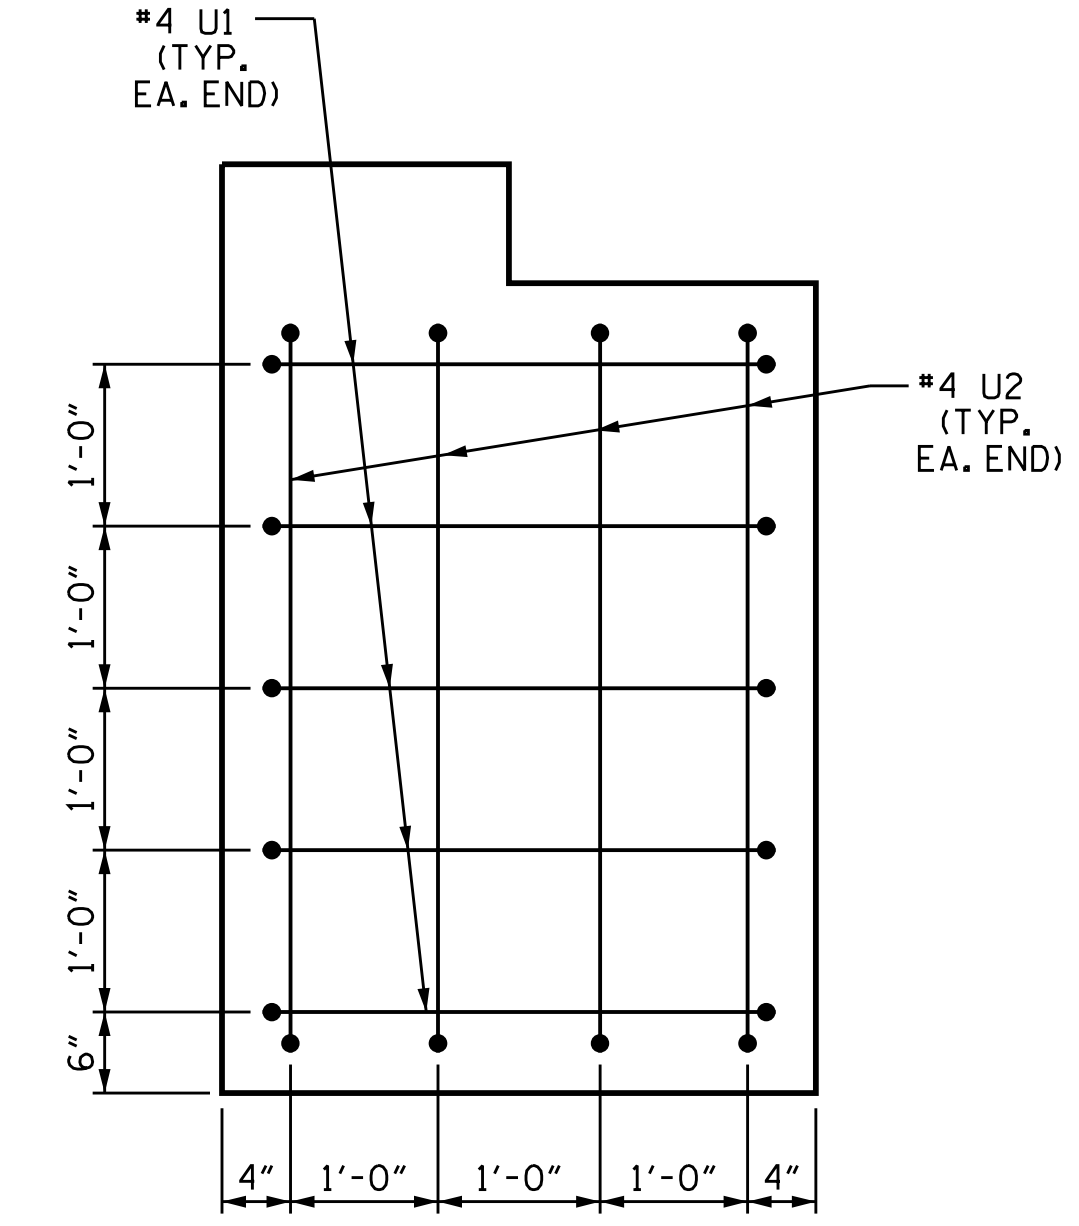 #4 U1
(TYP.
EA. END)
#4 U2
(TYP.
EA. END)
1'-0"
1'-0"
1'-0"
1'-0"
6"
4" 1'-0" 1'-0" 1'-0" 4"